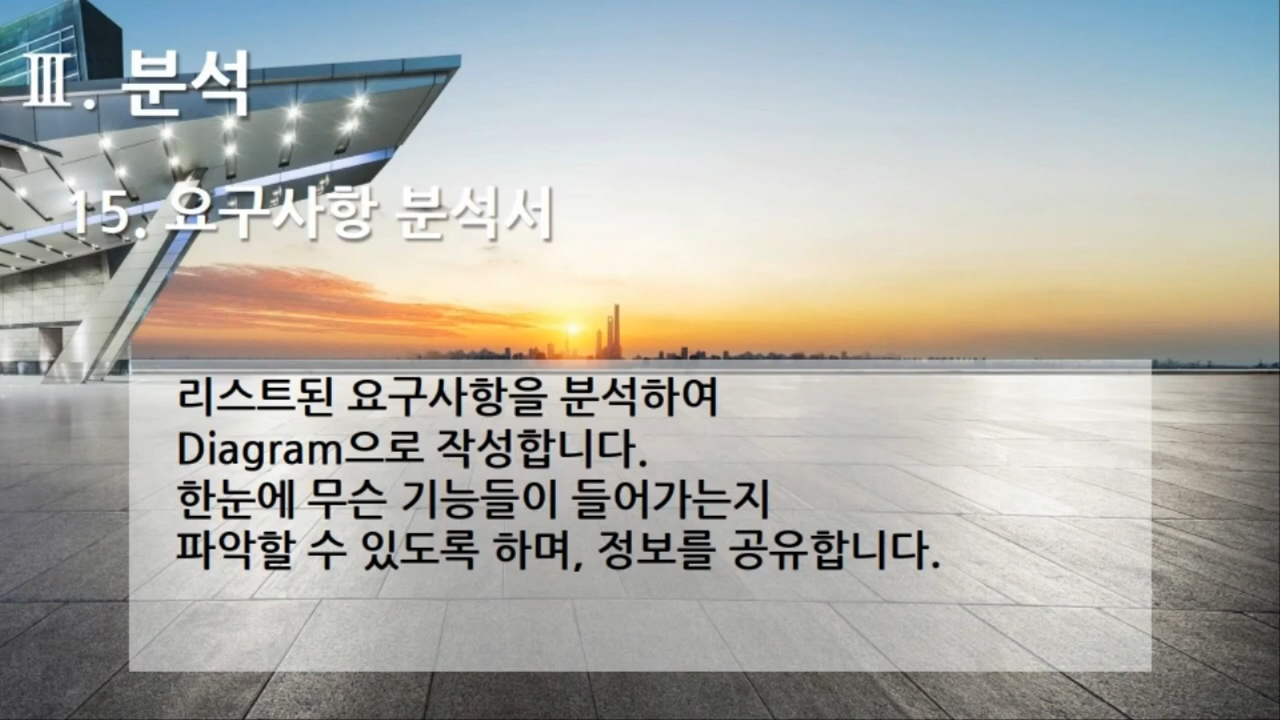 Ⅲ. 분석
15. 요구사항 분석서
리스트된 요구사항을 분석하여
Diagram으로 작성합니다.
한눈에 무슨 기능들이 들어가는지
파악할 수 있도록 하며, 정보를 공유합니다.